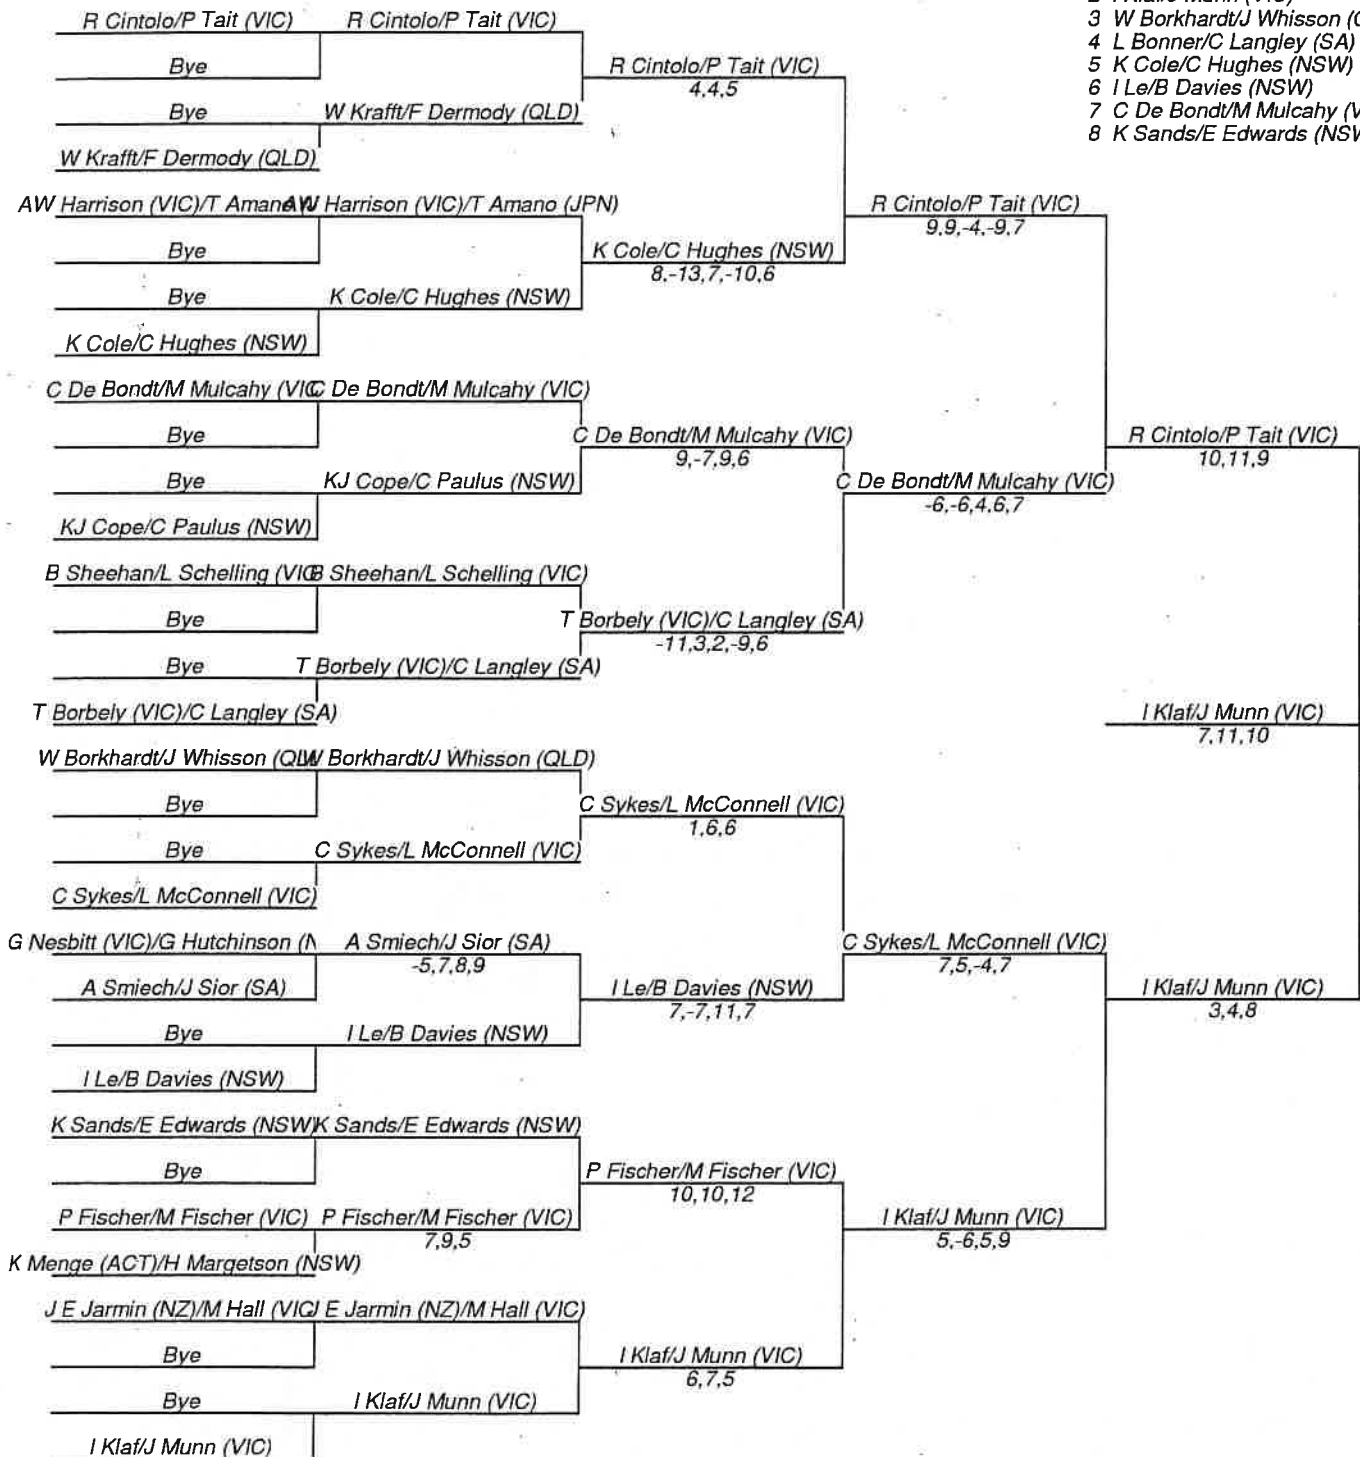 3 W Borkhardt/J Whisson
4 L Bonner/C Langley (SA)
5 K Cole/C Hughes (NSW)
6 I Le/B Davies (NSW)
7 C De Bondt/M Mulcahy
8 K Sands/E Edwards
R Cintolo/P Tait (VIC) R Cintolo/P Tait (VIC)
Bye
R Cintolo/P Tait (VIC)
4,4,5
Bye W Krafft/F Dermody (QLD)
W Krafft/F Dermody (QLD)
AW Harrison (VIC)/T Amano AW Harrison (VIC)/T Amano (JPN)
R Cintolo/P Tait (VIC)
9,9,-4,-9,7
Bye
K Cole/C Hughes (NSW)
8,-13,7,-10,6
Bye K Cole/C Hughes (NSW)
K Cole/C Hughes (NSW)
C De Bondt/M Mulcahy (VIC C De Bondt/M Mulcahy (VIC)
Bye
C De Bondt/M Mulcahy (VIC)
9,-7,9,6
R Cintolo/P Tait (VIC)
10,11,9
Bye KJ Cope/C Paulus (NSW)
C De Bondt/M Mulcahy (VIC)
-6,-6,4,6,7
KJ Cope/C Paulus (NSW)
B Sheehan/L Schelling (VIC B Sheehan/L Schelling (VIC)
Bye
T Borbely (VIC)/C Langley (SA)
-11,3,2,-9,6
Bye T Borbely (VIC)/C Langley (SA)
T Borbely (VIC)/C Langley (SA)
I Klaf/J Munn (VIC)
7,11,10
W Borkhardt/J Whisson (QL W Borkhardt/J Whisson (QLD)
Bye
C Sykes/L McConnell (VIC)
1,6,6
Bye C Sykes/L McConnell (VIC)
C Sykes/L McConnell (VIC)
G Nesbitt (VIC)/G Hutchinson (N A Smiech/J Sior (SA)
-5,7,8,9
C Sykes/L McConnell (VIC)
7,5,-4,7
A Smiech/J Sior (SA)
I Le/B Davies (NSW)
7,-7,11,7
I Klaf/J Munn (VIC)
3,4,8
Bye I Le/B Davies (NSW)
I Le/B Davies (NSW)
K Sands/E Edwards (NSW) K Sands/E Edwards (NSW)
Bye
P Fischer/M Fischer (VIC)
10,10,12
P Fischer/M Fischer (VIC) P Fischer/M Fischer (VIC)
7,9,5
I Klaf/J Munn (VIC)
5,-6,5,9
K Menge (ACT)/H Margetson (NSW)
J E Jarmin (NZ)/M Hall (VIC J E Jarmin (NZ)/M Hall (VIC)
Bye
I Klaf/J Munn (VIC)
6,7,5
Bye I Klaf/J Munn (VIC)
I Klaf/J Munn (VIC)